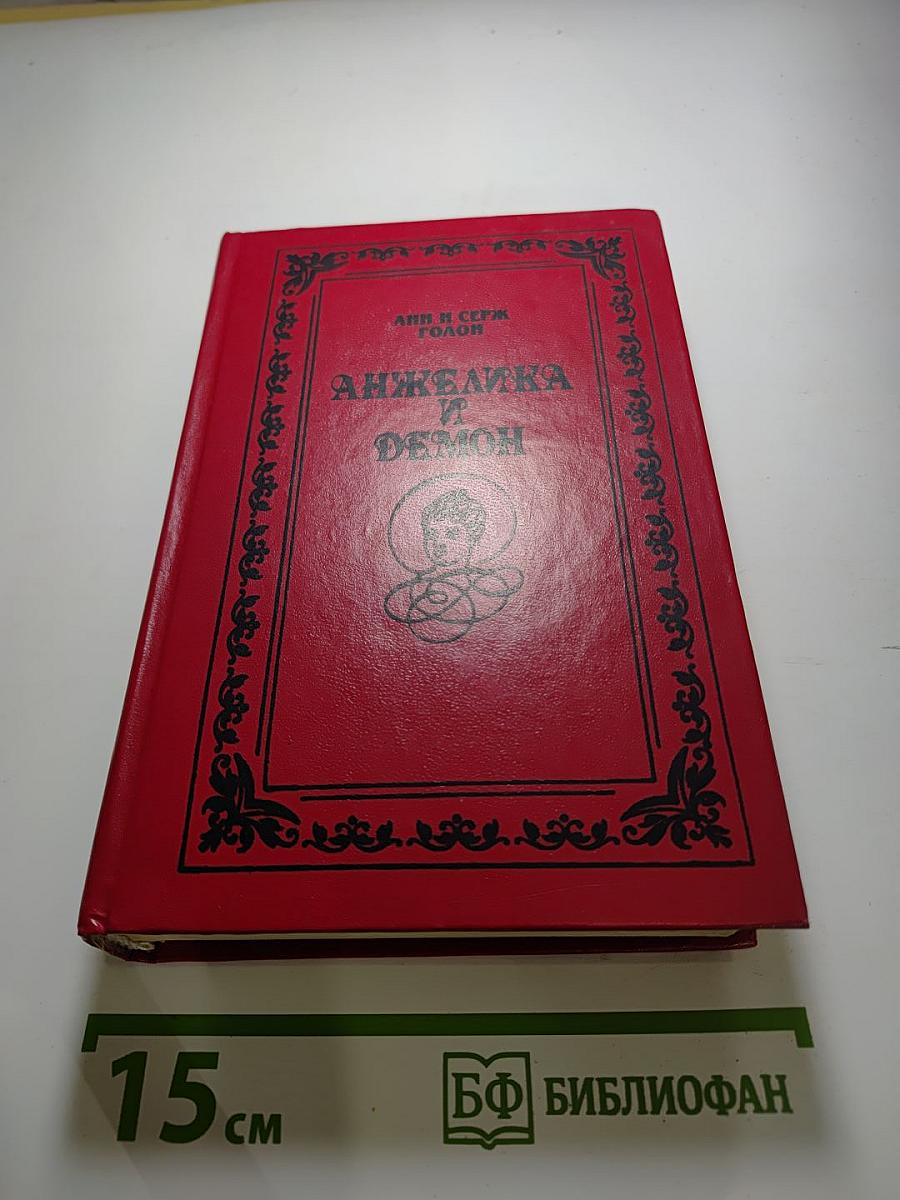 АНН И СЕРЖ
ГОЛОН
АНЖЕЛИКА
И
ДЕМОН
15 см
БФ БИБЛИОФАН